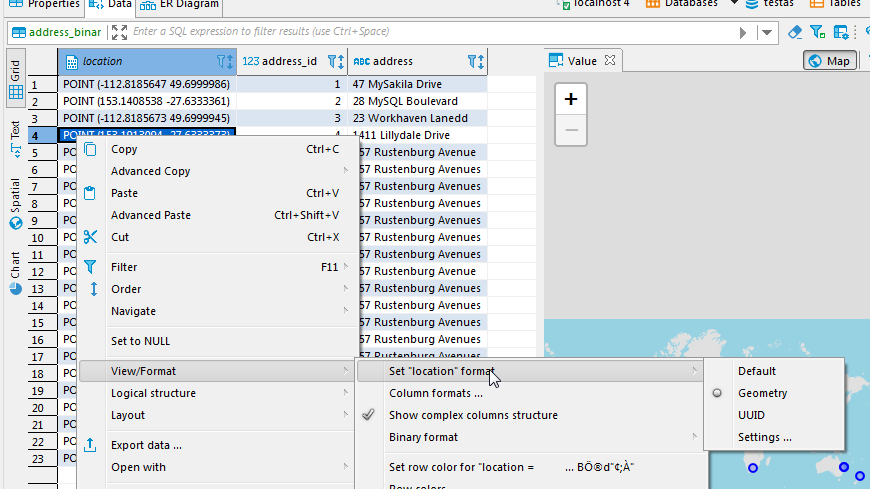 Properties Data ER Diagram localhost 4 Databases testas Tables
address_binar Enter a SQL expression to filter results (use Ctrl+Space)
Grid
Text
Spatial
Chart
location 123 address_id ABC address
1 POINT (-112.8185647 49.6999986) 1 47 MySakila Drive
2 POINT (153.1408538 -27.6333361) 2 28 MySQL Boulevard
3 POINT (-112.8185673 49.6999945) 3 23 Workhaven Lanedd
4 POINT (153.1913094 -27.6333373) 4 1411 Lillydale Drive
5 PO 57 Rustenburg Avenue
6 PO 57 Rustenburg Avenues
7 PO 57 Rustenburg Avenues
8 PO 57 Rustenburg Avenues
9 PO 57 Rustenburg Avenues
10 PO 57 Rustenburg Avenues
11 PO 57 Rustenburg Avenues
12 PO 57 Rustenburg Avenue
13 PO 57 Rustenburg Avenues
14 PO 57 Rustenburg Avenues
15 PO 57 Rustenburg Avenues
16 PO 57 Rustenburg Avenues
17 PO
18 PO
19 PO
20 PO
21 PO
22 PO
23 PO
Copy Ctrl+C
Advanced Copy
Paste Ctrl+V
Advanced Paste Ctrl+Shift+V
Cut Ctrl+X
Filter F11
Order
Navigate
Set to NULL
View/Format
Logical structure
Layout
Export data ...
Open with
Set "location" format
Column formats ...
Show complex columns structure
Binary format
Set row color for "location = ... BÖ®d"¢;À"
Row colors
Default
Geometry
UUID
Settings ...
Value
Map
+
−